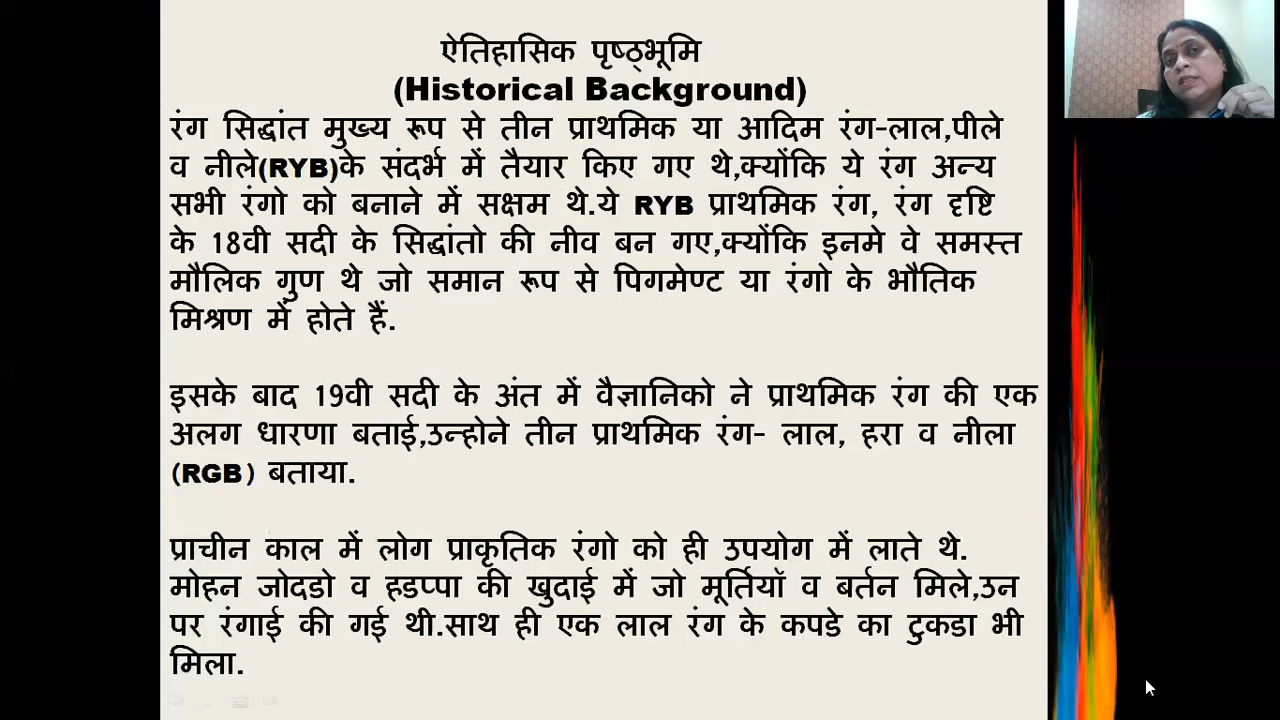 ऐतिहासिक पृष्ठ्भूमि
(Historical Background)
रंग सिद्धांत मुख्य रूप से तीन प्राथमिक या आदिम रंग-लाल,पीले
व नीले(RYB)के संदर्भ में तैयार किए गए थे,क्योंकि ये रंग अन्य
सभी रंगो को बनाने में सक्षम थे.ये RYB प्राथमिक रंग, रंग दृष्टि
के 18वी सदी के सिद्धांतो की नीव बन गए,क्योंकि इनमे वे समस्त
मौलिक गुण थे जो समान रूप से पिगमेण्ट या रंगो के भौतिक
मिश्रण में होते हैं.
इसके बाद 19वी सदी के अंत में वैज्ञानिको ने प्राथमिक रंग की एक
अलग धारणा बताई,उन्होने तीन प्राथमिक रंग- लाल, हरा व नीला
(RGB) बताया.
प्राचीन काल में लोग प्राकृतिक रंगो को ही उपयोग में लाते थे.
मोहन जोदडो व हडप्पा की खुदाई में जो मूर्तियॉ व बर्तन मिले,उन
पर रंगाई की गई थी.साथ ही एक लाल रंग के कपडे का टुकडा भी
मिला.